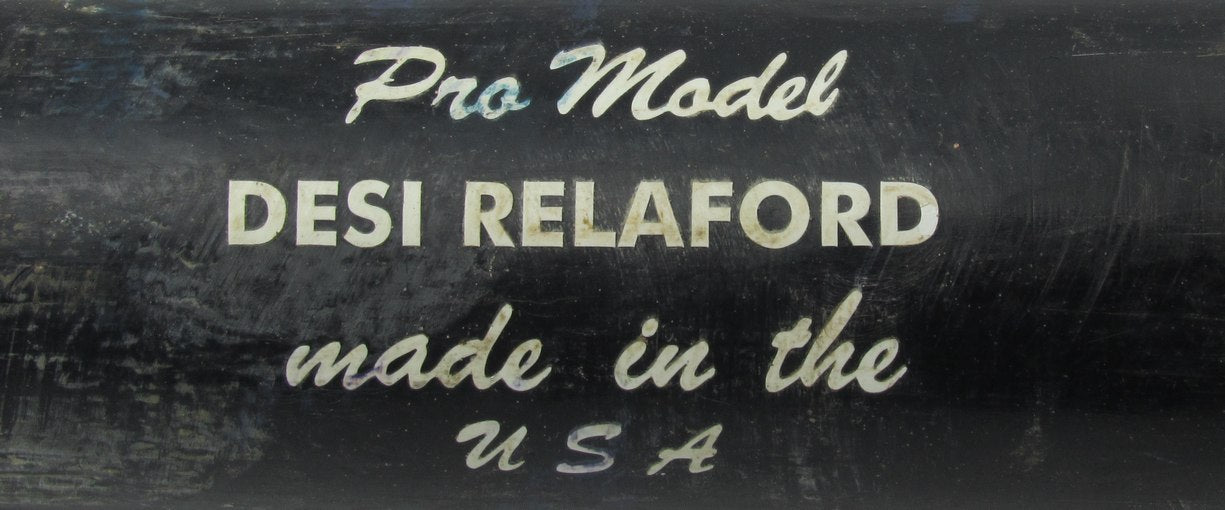 Pro Model
DESI RELAFORD
made in the
U S A